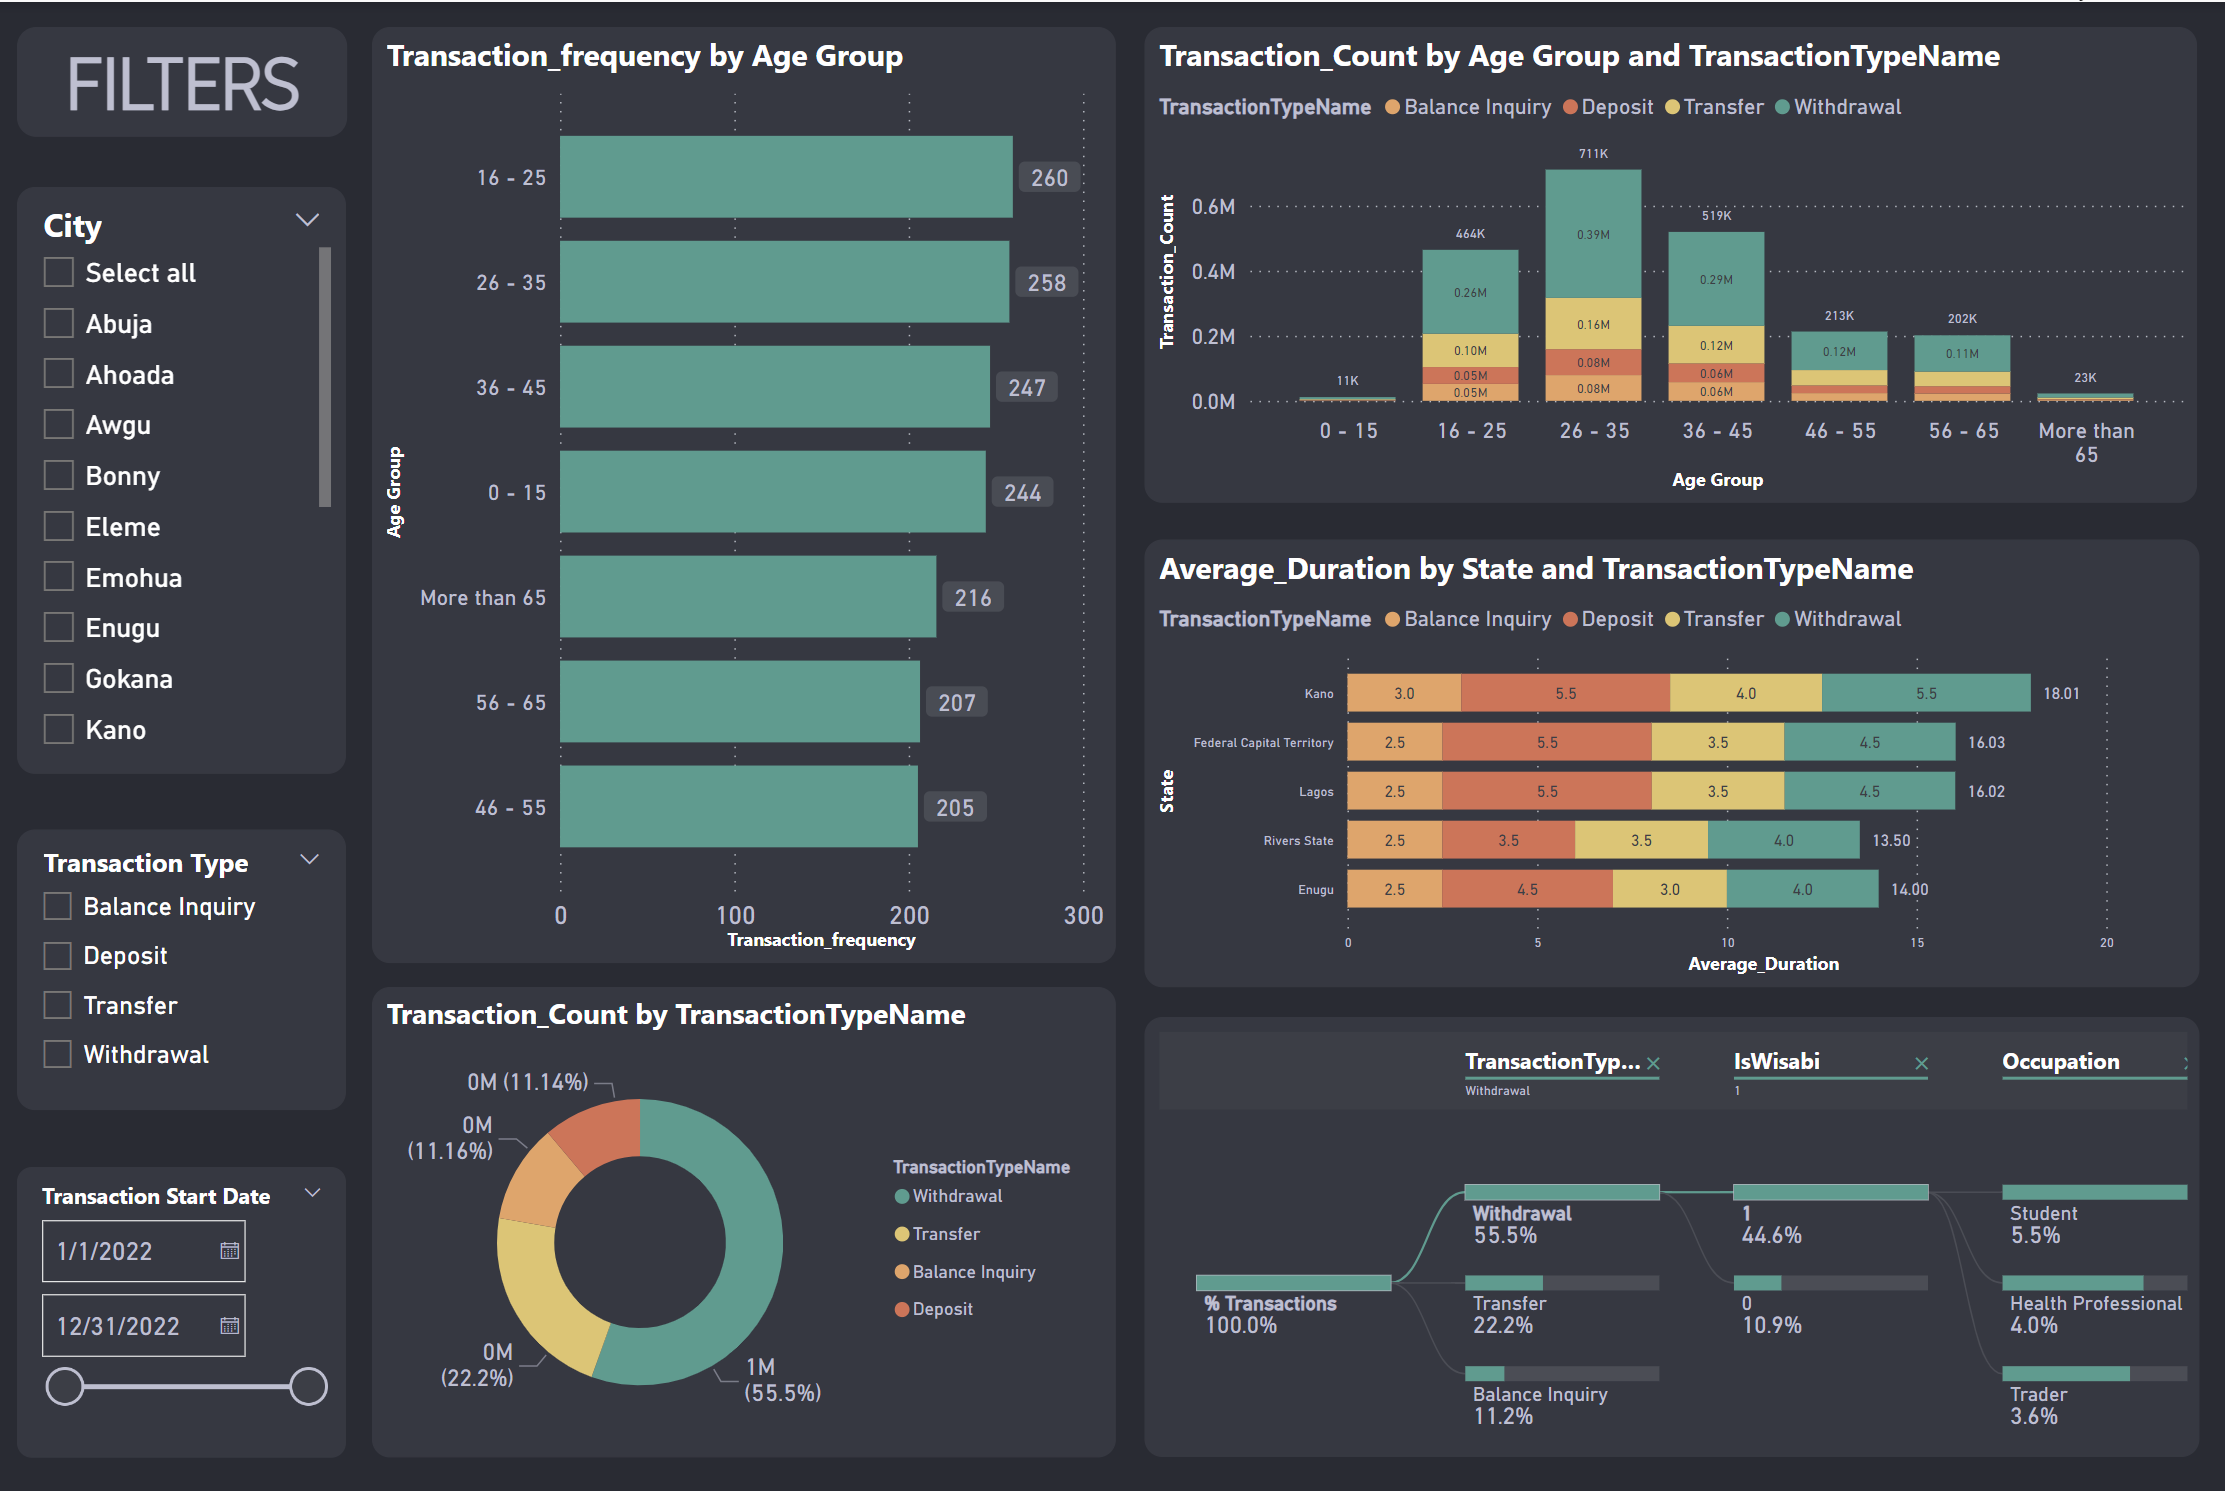 FILTERS
City
Select all
Abuja
Ahoada
Awgu
Bonny
Eleme
Emohua
Enugu
Gokana
Kano
Transaction Type
Balance Inquiry
Deposit
Transfer
Withdrawal
Transaction Start Date
1/1/2022
12/31/2022
Transaction_frequency by Age Group
Age Group
16 - 25
260
26 - 35
258
36 - 45
247
0 - 15
244
More than 65
216
56 - 65
207
46 - 55
205
0 100 200 300
Transaction_frequency
Transaction_Count by TransactionTypeName
0M (11.14%)
0M
(11.16%)
0M
(22.2%)
1M
(55.5%)
TransactionTypeName
Withdrawal
Transfer
Balance Inquiry
Deposit
Transaction_Count by Age Group and TransactionTypeName
TransactionTypeName Balance Inquiry Deposit Transfer Withdrawal
Transaction_Count
0.6M
0.4M
0.2M
0.0M
11K
464K
0.26M
0.10M
0.05M
0.05M
711K
0.39M
0.16M
0.08M
0.08M
519K
0.29M
0.12M
0.06M
0.06M
213K
0.12M
202K
0.11M
23K
0 - 15 16 - 25 26 - 35 36 - 45 46 - 55 56 - 65 More than
65
Age Group
Average_Duration by State and TransactionTypeName
TransactionTypeName Balance Inquiry Deposit Transfer Withdrawal
State
Kano 3.0 5.5 4.0 5.5 18.01
Federal Capital Territory 2.5 5.5 3.5 4.5 16.03
Lagos 2.5 5.5 3.5 4.5 16.02
Rivers State 2.5 3.5 3.5 4.0 13.50
Enugu 2.5 4.5 3.0 4.0 14.00
0 5 10 15 20
Average_Duration
TransactionTyp... IsWisabi Occupation
Withdrawal 1
% Transactions
100.0%
Withdrawal
55.5%
Transfer
22.2%
Balance Inquiry
11.2%
1
44.6%
0
10.9%
Student
5.5%
Health Professional
4.0%
Trader
3.6%